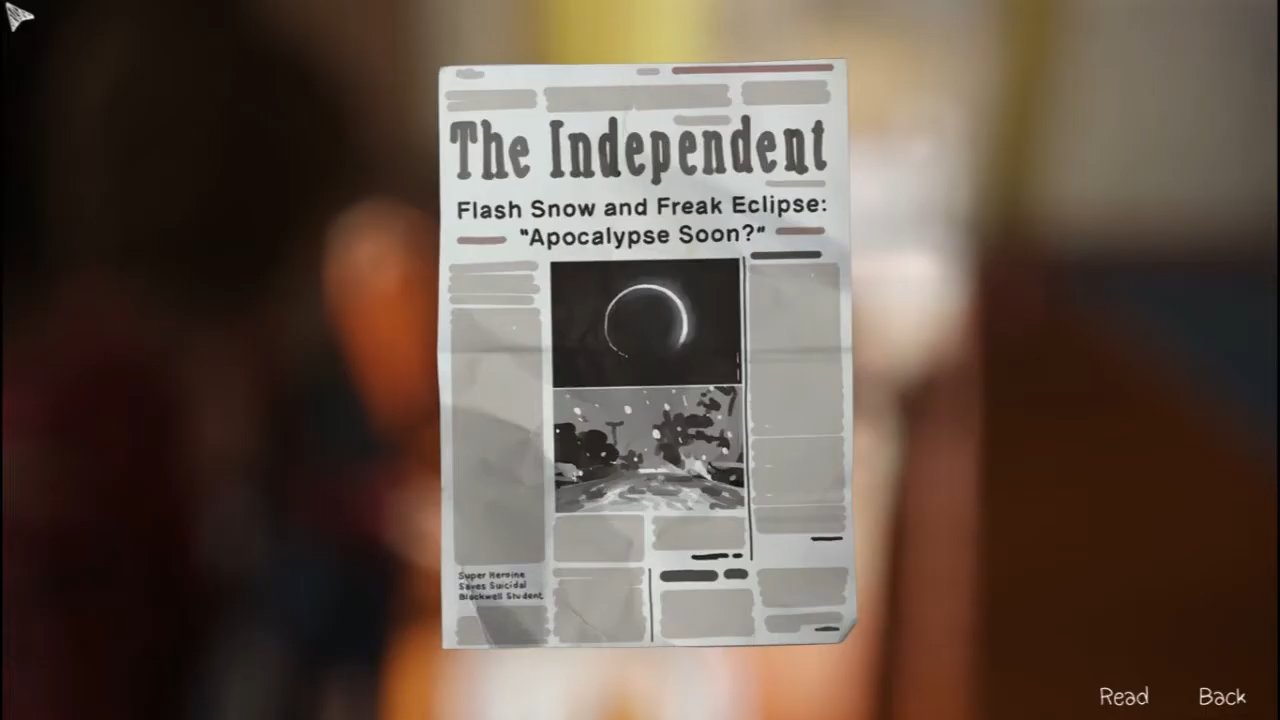 The Independent
Flash Snow and Freak Eclipse:
"Apocalypse Soon?"
Super Heroine
Saves Suicidal
Blackwell Student
Read Back